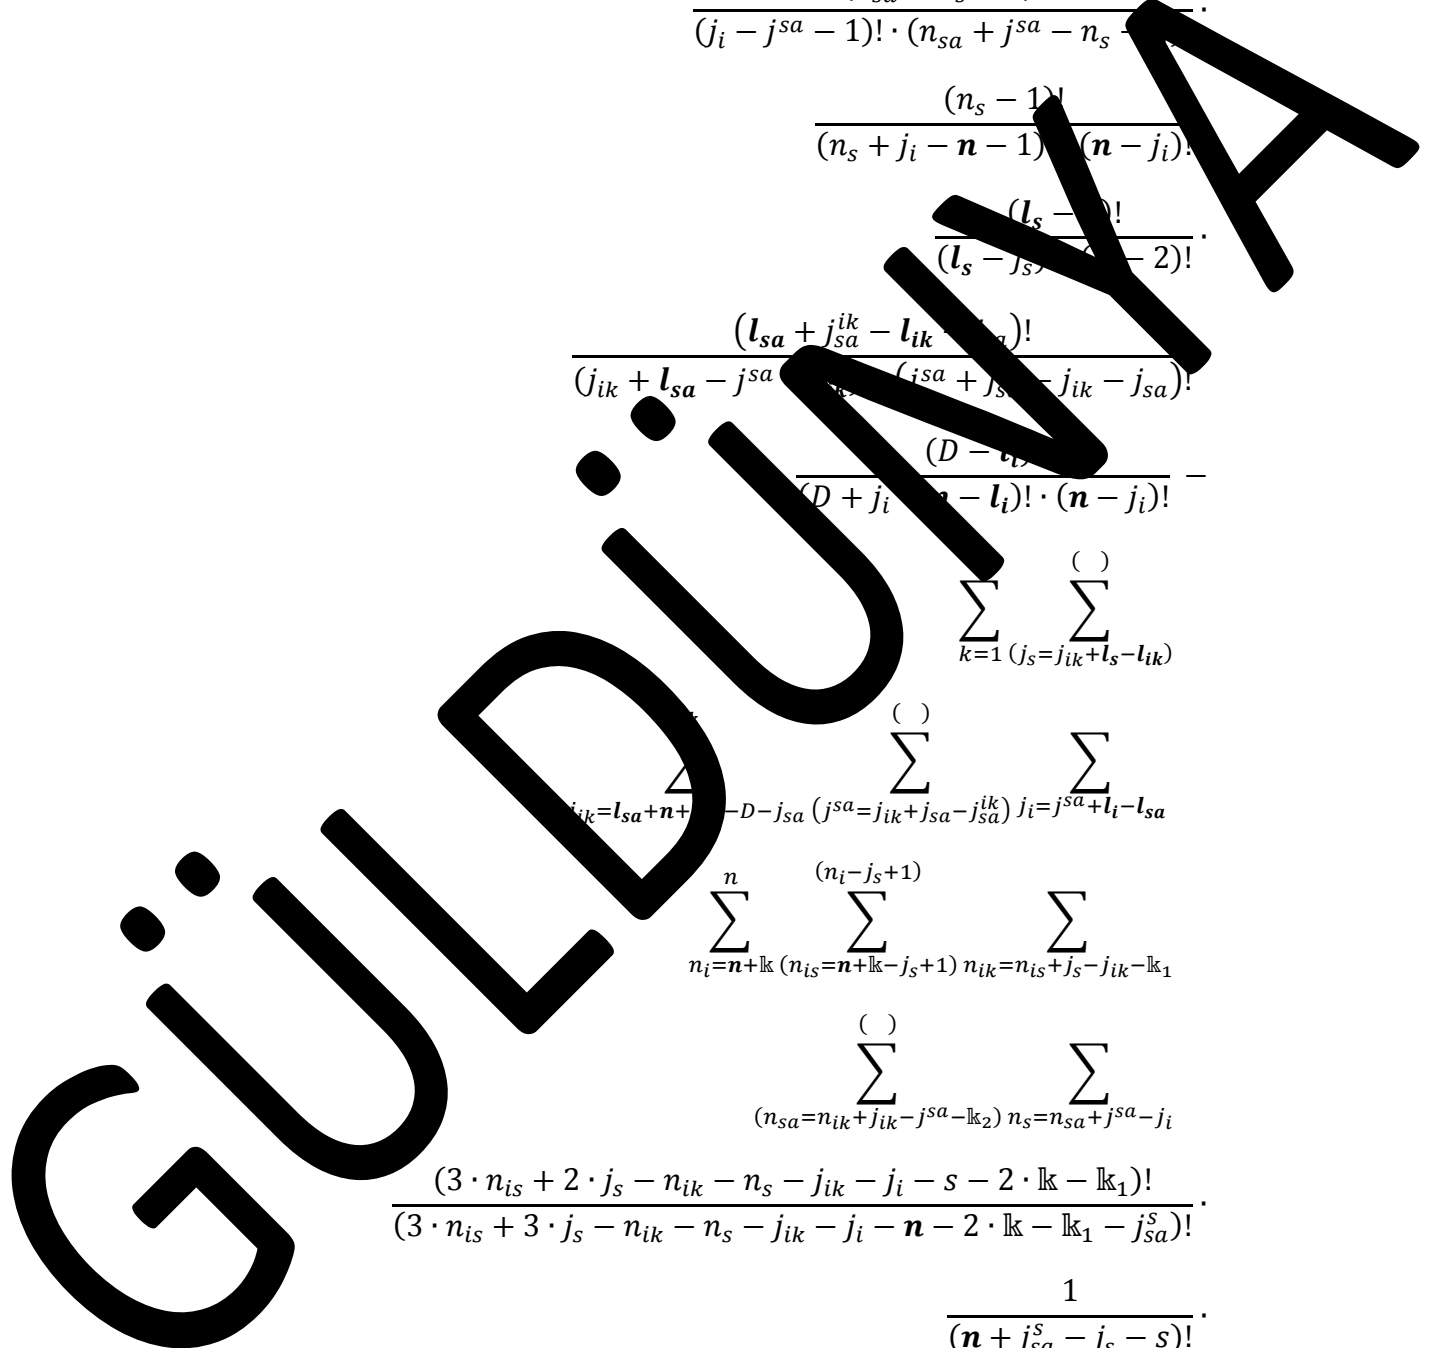 (j_i − j^{sa} − 1)! · (n_{sa} + j^{sa} − n_s
(n_s − 1)!
(n_s + j_i − n − 1) (n − j_i)!
(l_s − )!
(l_s − j_s) − 2)! ·
(l_{sa} + j_{sa}^{ik} − l_{ik} )!
(j_{ik} + l_{sa} − j^{sa} (j^{sa} + − j_{ik} − j_{sa})!
(D − l_i)
(D + j_i − l_i)! · (n − j_i)! −
( )
∑ ∑
k=1 (j_s=j_{ik}+l_s−l_{ik})
( )
∑ ∑ ∑
j_{ik}=l_{sa}+n+ −D−j_{sa} (j^{sa}=j_{ik}+j_{sa}−j_{sa}^{ik}) j_i=j^{sa}+l_i−l_{sa}
n (n_i−j_s+1)
∑ ∑ ∑
n_i=n+𝕜 (n_{is}=n+𝕜−j_s+1) n_{ik}=n_{is}+j_s−j_{ik}−𝕜_1
( )
∑ ∑
(n_{sa}=n_{ik}+j_{ik}−j^{sa}−𝕜_2) n_s=n_{sa}+j^{sa}−j_i
(3 · n_{is} + 2 · j_s − n_{ik} − n_s − j_{ik} − j_i − s − 2 · 𝕜 − 𝕜_1)!
(3 · n_{is} + 3 · j_s − n_{ik} − n_s − j_{ik} − j_i − n − 2 · 𝕜 − 𝕜_1 − j_{sa}^s)! ·
1
(n + j_{sa}^s − j_s − s)! ·
GÜLDÜNYA